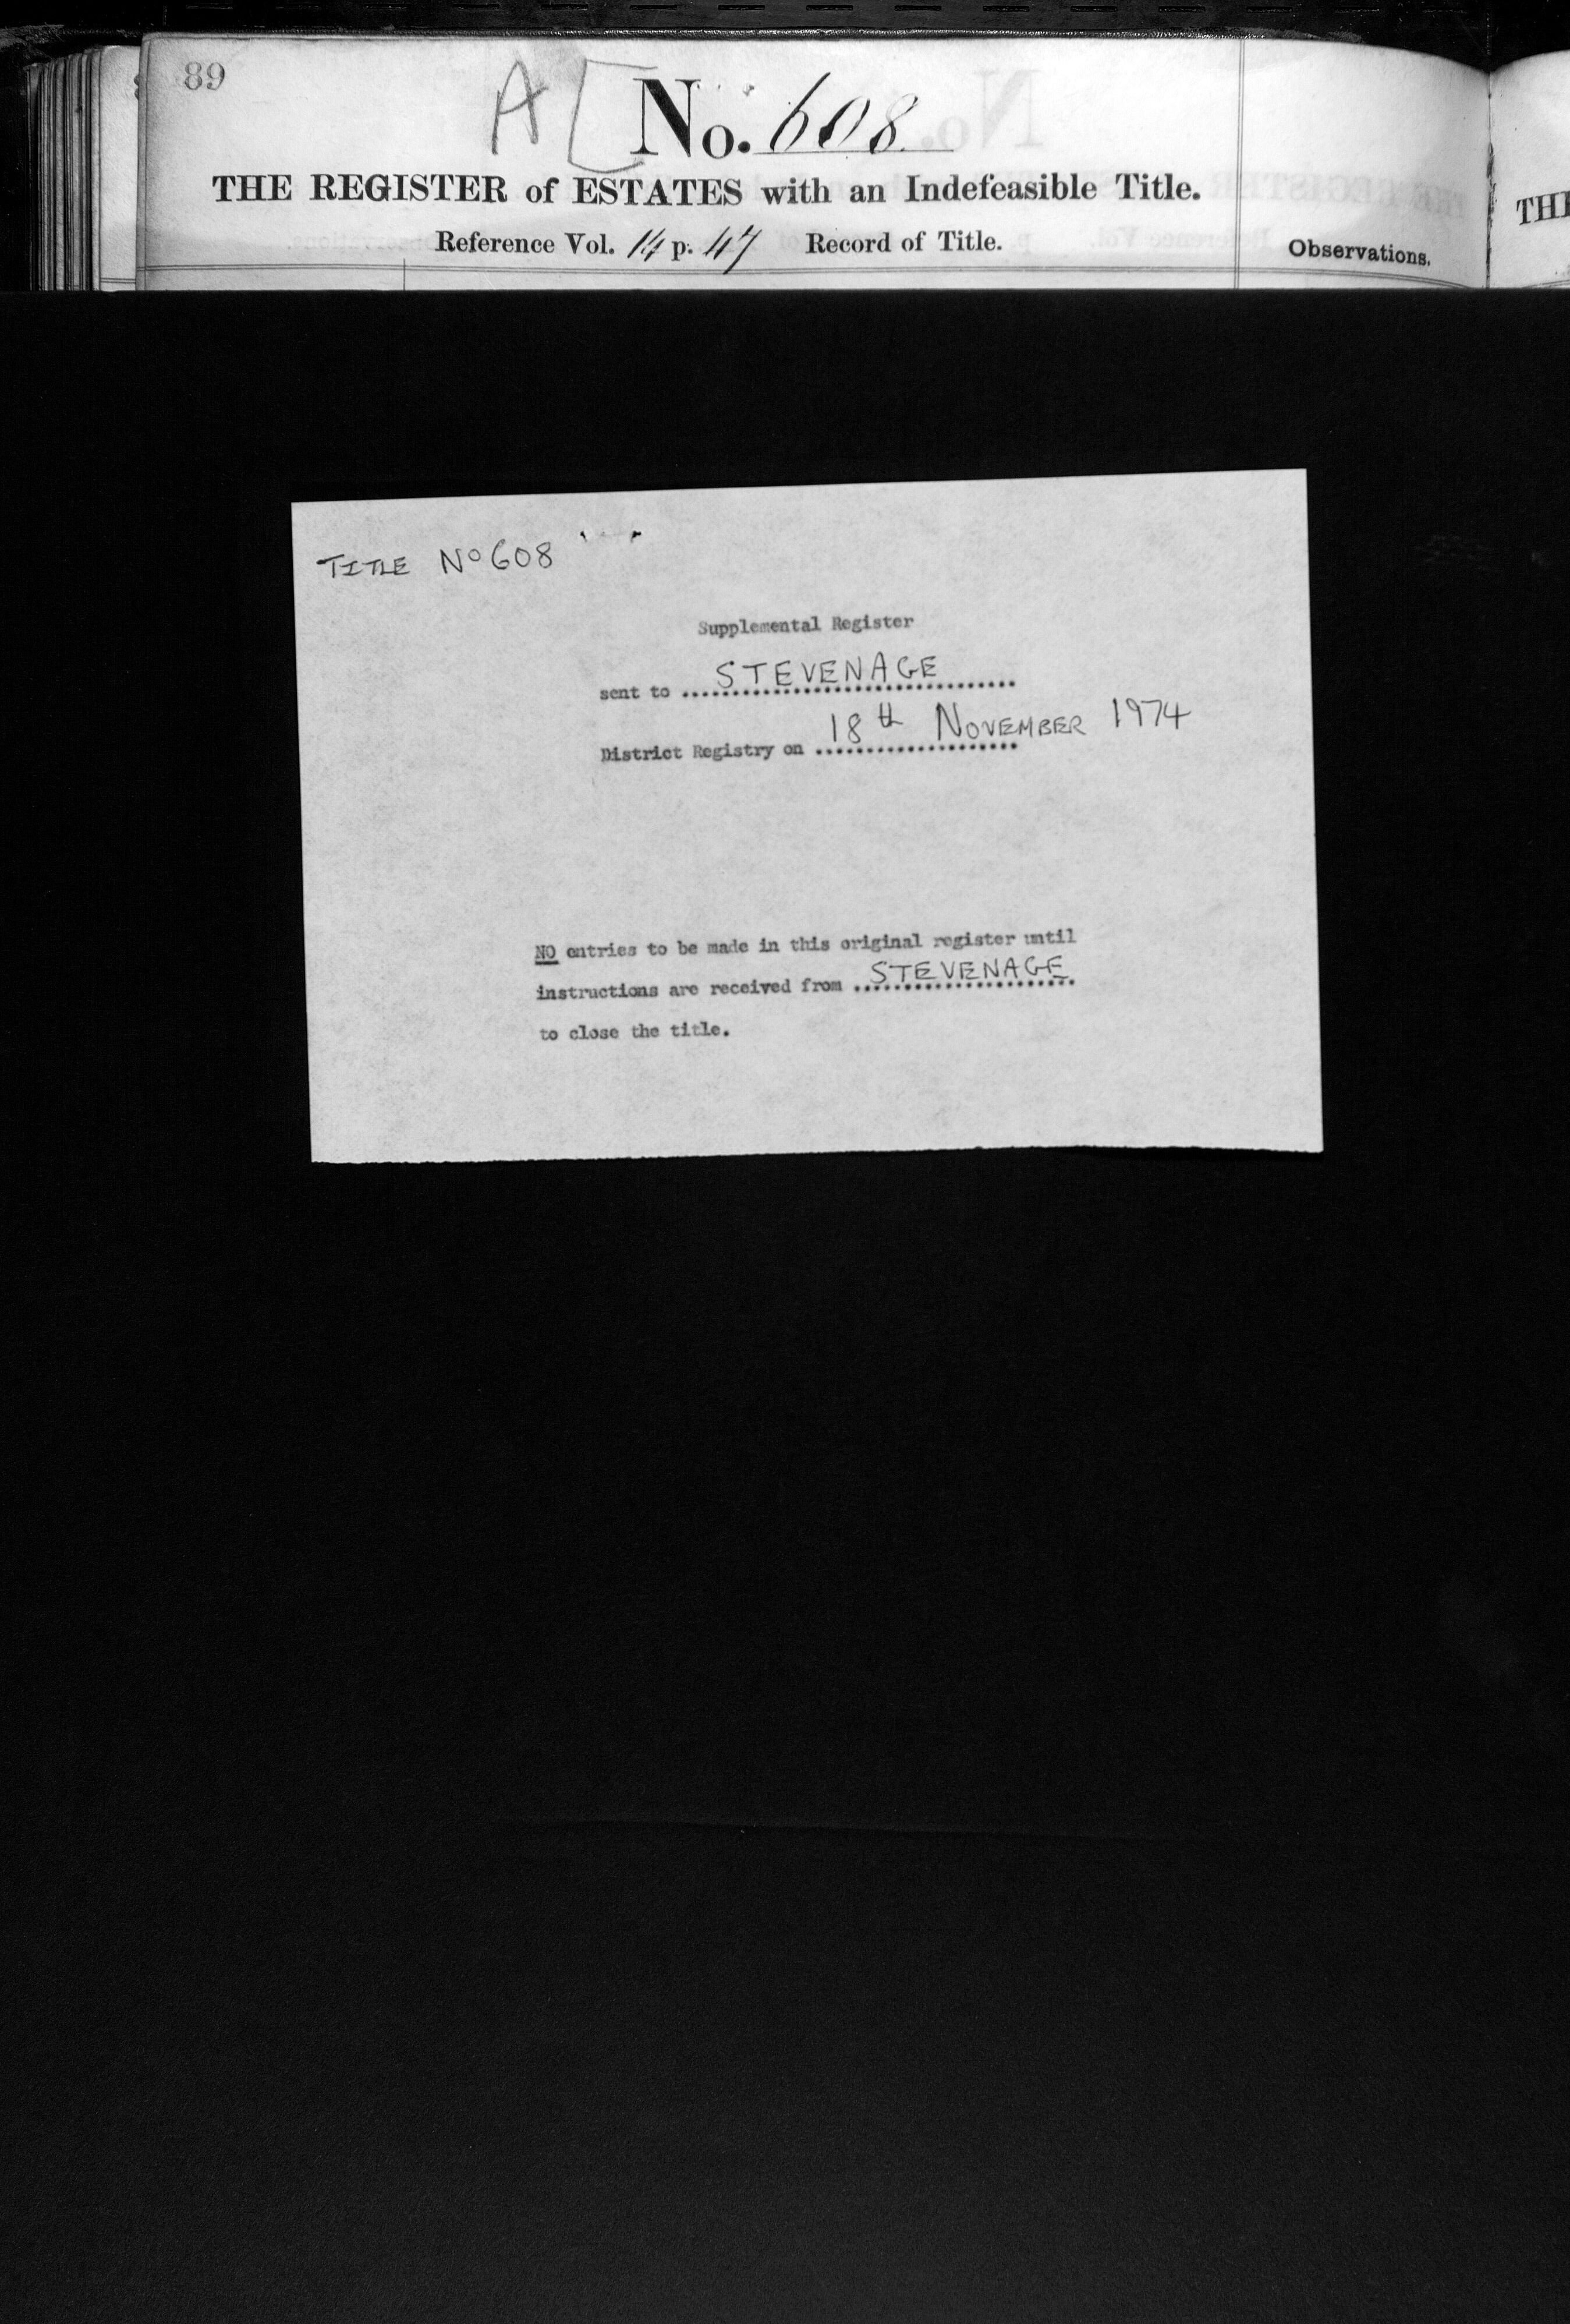 89
A [ No. 608
THE REGISTER of ESTATES with an Indefeasible Title.
Reference Vol. 14 p. 47 Record of Title.
Observations.
TITLE No 608
Supplemental Register
sent to STEVENAGE
District Registry on 18th NOVEMBER 1974
NO entries to be made in this original register until
instructions are received from STEVENAGE
to close the title.